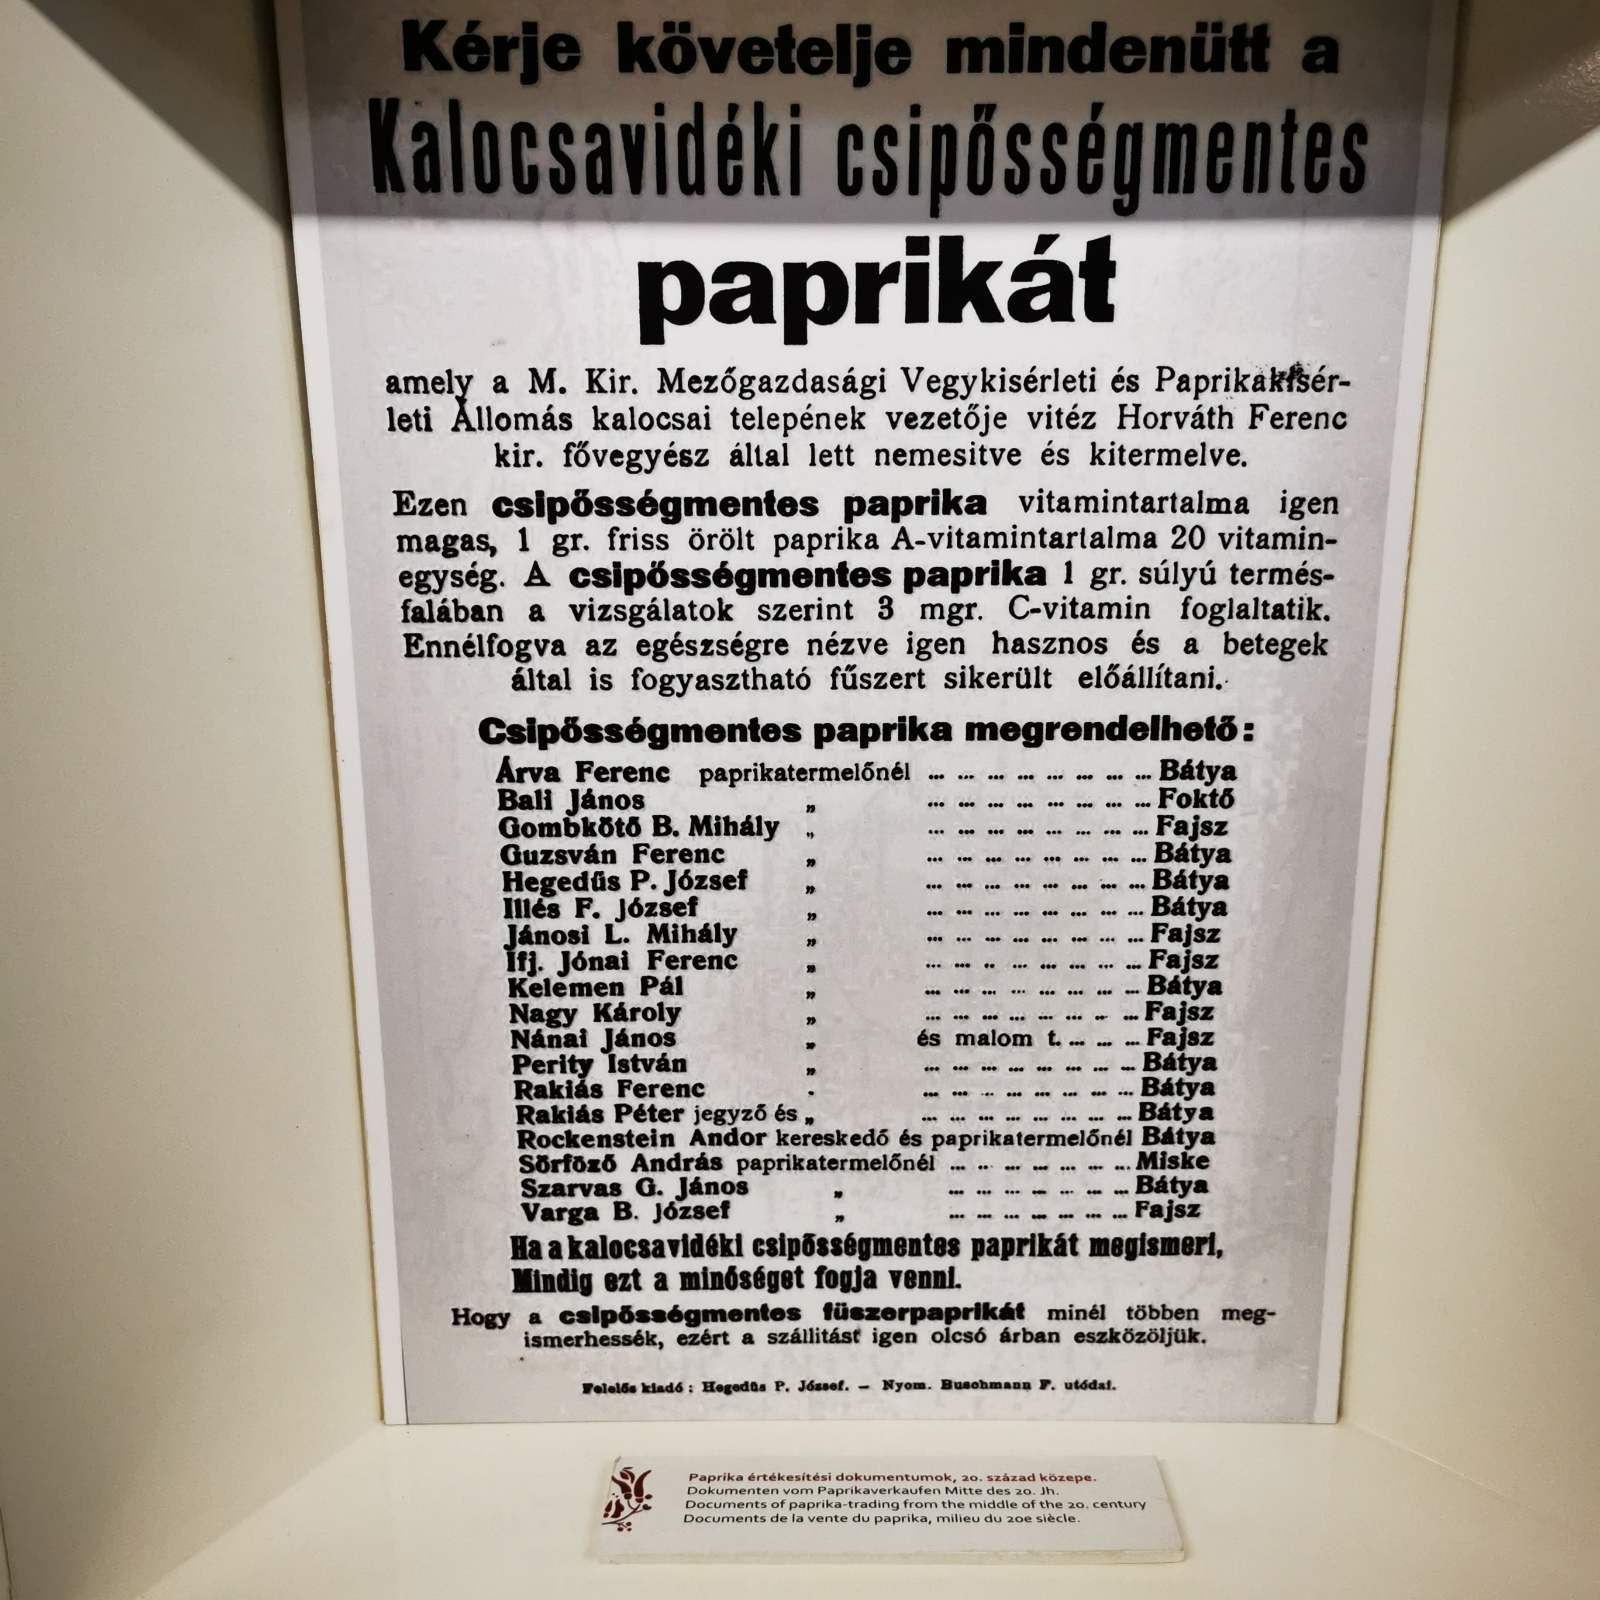 Kérje követelje mindenütt a
Kalocsavidéki csipősségmentes
paprikát
amely a M. Kir. Mezőgazdasági Vegykisérleti és Paprikakisér-
leti Állomás kalocsai telepének vezetője vitéz Horváth Ferenc
kir. fővegyész által lett nemesitve és kitermelve.
Ezen csipősségmentes paprika vitamintartalma igen
magas, 1 gr. friss örölt paprika A-vitamintartalma 20 vitamin-
egység. A csipősségmentes paprika 1 gr. súlyú termés-
falában a vizsgálatok szerint 3 mgr. C-vitamin foglaltatik.
Ennélfogva az egészségre nézve igen hasznos és a betegek
által is fogyasztható fűszert sikerült előállítani.
Csipősségmentes paprika megrendelhető:
Árva Ferenc paprikatermelőnél ... ... ... ... ... ... ... ... Bátya
Bali János „ ... ... ... ... ... ... ... ... Foktő
Gombkötő B. Mihály „ ... ... ... ... ... ... ... ... Fajsz
Guzsván Ferenc „ ... ... ... ... ... ... ... ... Bátya
Hegedűs P. József „ ... ... ... ... ... ... ... ... Bátya
Illés F. József „ ... ... ... ... ... ... ... ... Bátya
Jánosi L. Mihály „ ... ... ... ... ... ... ... ... Fajsz
Ifj. Jónai Ferenc „ ... ... ... ... ... ... ... ... Fajsz
Kelemen Pál „ ... ... ... ... ... ... ... ... Bátya
Nagy Károly „ ... ... ... ... ... ... ... ... Fajsz
Nánai János „ és malom t. ... ... ... Fajsz
Perity István „ ... ... ... ... ... ... ... ... Bátya
Rakiás Ferenc „ ... ... ... ... ... ... ... ... Bátya
Rakiás Péter jegyző és „ ... ... ... ... ... ... ... ... Bátya
Rockenstein Andor kereskedő és paprikatermelőnél Bátya
Sörföző András paprikatermelőnél ... ... ... ... ... ... ... Miske
Szarvas G. János „ ... ... ... ... ... ... ... Bátya
Varga B. József „ ... ... ... ... ... ... ... Fajsz
Ha a kalocsavidéki csipősségmentes paprikát megismeri,
Mindig ezt a minőséget fogja venni.
Hogy a csipősségmentes fűszerpaprikát minél többen meg-
ismerhessék, ezért a szállitást igen olcsó árban eszközöljük.
Felelős kiadó : Hegedűs P. József. — Nyom. Buschmann F. utódai.
Paprika értékesítési dokumentumok, 20. század közepe.
Dokumenten vom Paprikaverkaufen Mitte des 20. Jh.
Documents of paprika-trading from the middle of the 20. century
Documents de la vente du paprika, milieu du 20e siècle.